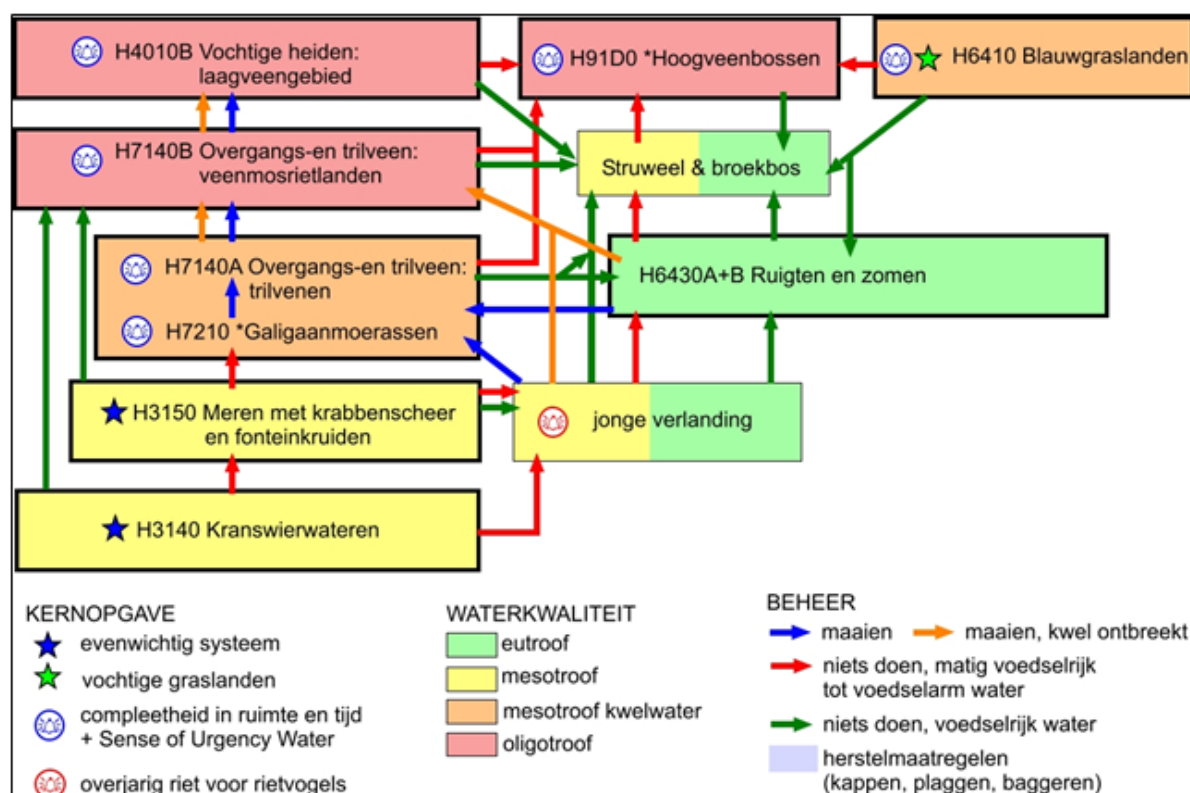 H4010B Vochtige heiden:
laagveengebied
H91D0 *Hoogveenbossen
H6410 Blauwgraslanden
H7140B Overgangs-en trilveen:
veenmosrietlanden
Struweel & broekbos
H7140A Overgangs-en trilveen:
trilvenen
H7210 *Galigaanmoerassen
H6430A+B Ruigten en zomen
H3150 Meren met krabbenscheer
en fonteinkruiden
jonge verlanding
H3140 Kranswierwateren
KERNOPGAVE
evenwichtig systeem
vochtige graslanden
compleetheid in ruimte en tijd
+ Sense of Urgency Water
overjarig riet voor rietvogels
WATERKWALITEIT
eutroof
mesotroof
mesotroof kwelwater
oligotroof
BEHEER
maaien
maaien, kwel ontbreekt
niets doen, matig voedselrijk
tot voedselarm water
niets doen, voedselrijk water
herstelmaatregelen
(kappen, plaggen, baggeren)